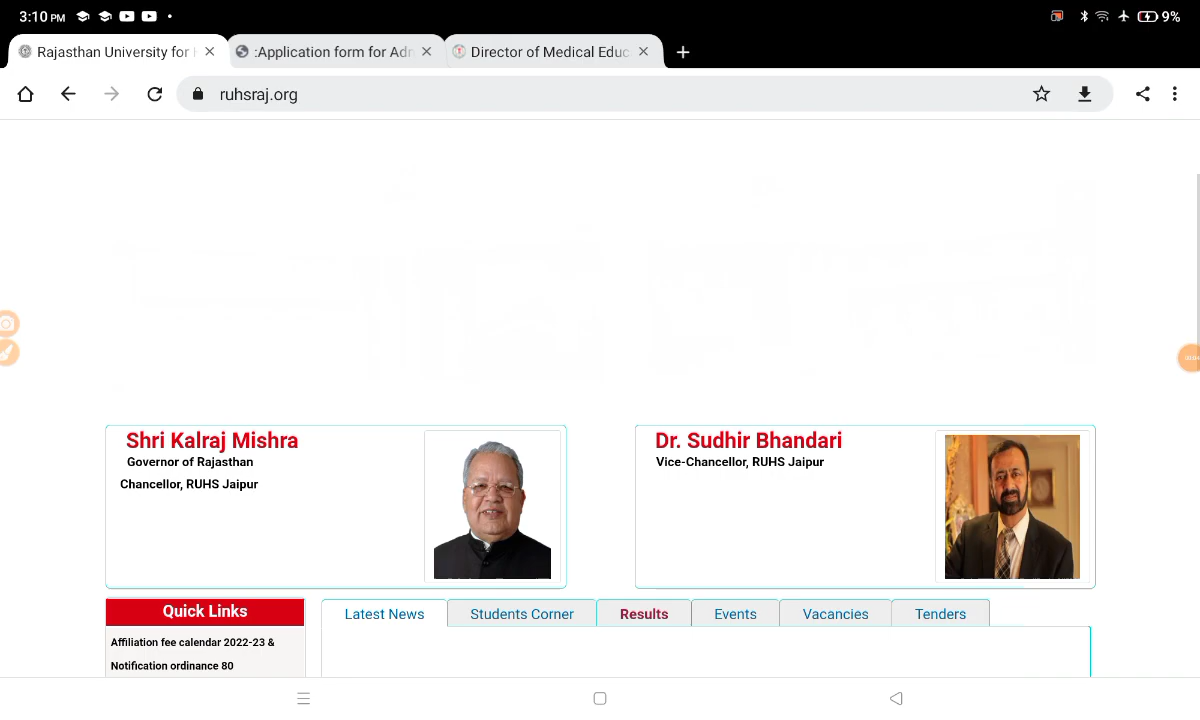 3:10 PM
9%
Rajasthan University for
:Application form for Adn
Director of Medical Educ
ruhsraj.org
Shri Kalraj Mishra
Governor of Rajasthan
Chancellor, RUHS Jaipur
Dr. Sudhir Bhandari
Vice-Chancellor, RUHS Jaipur
Quick Links
Latest News
Students Corner
Results
Events
Vacancies
Tenders
Affiliation fee calendar 2022-23 &
Notification ordinance 80